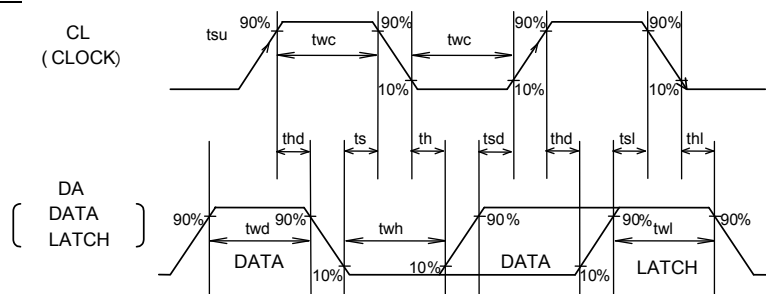 CL
( CLOCK)
tsu
90%
90%
90%
90%
twc
twc
10%
10%
10%
t
thd
ts
th
tsd
thd
tsl
thl
DA
DATA
LATCH
90%
90%
90%
90%
90%
twd
twh
twl
10%
10%
10%
DATA
DATA
LATCH